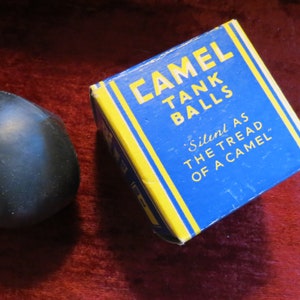 CAMEL
TANK
BALLS
"Silent AS
THE TREAD
OF A CAMEL"